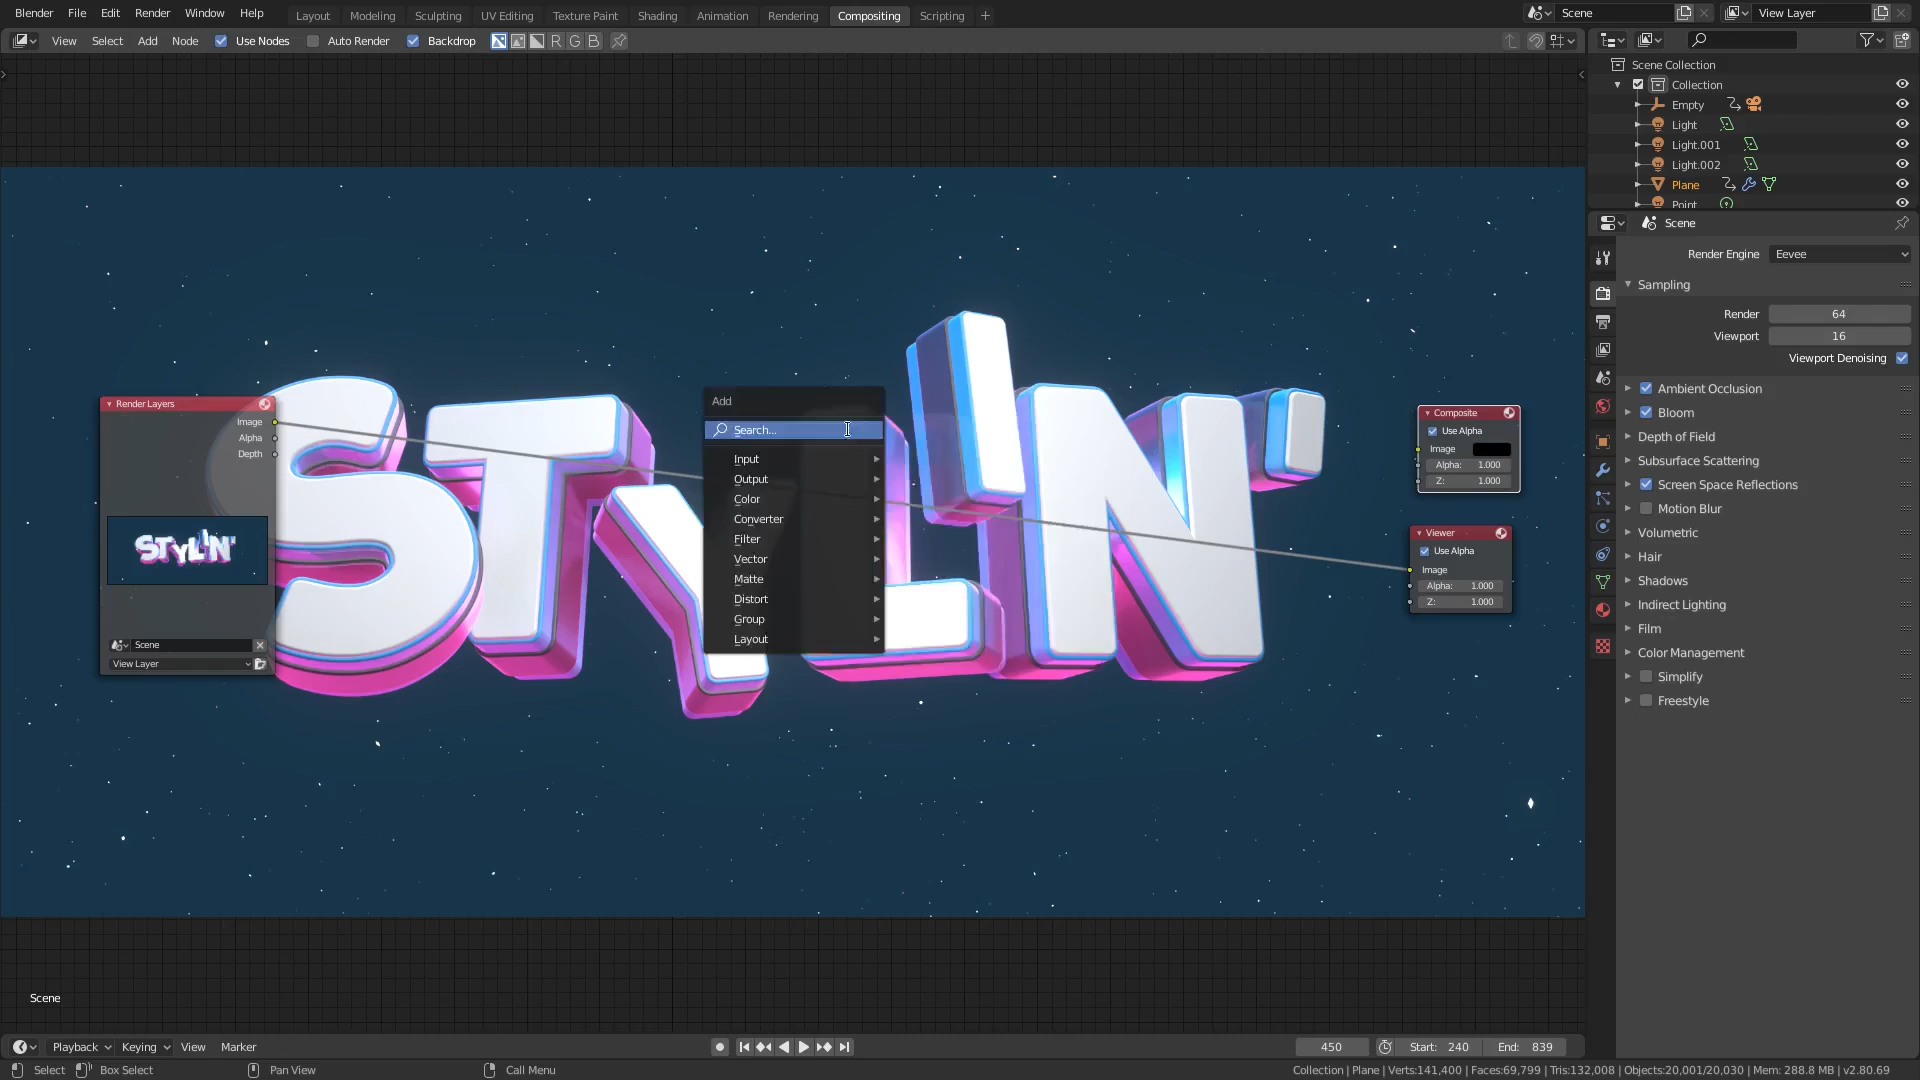 Blender File Edit Render Window Help Layout Modeling Sculpting UV Editing Texture Paint Shading Animation Rendering Compositing Scripting + Scene View Layer
View Select Add Node Use Nodes Auto Render Backdrop R G B
Scene Collection
Collection
Empty
Light
Light.001
Light.002
Plane
Point
Scene
Render Engine Eevee
Sampling
Render 64
Viewport 16
Viewport Denoising
Ambient Occlusion
Bloom
Depth of Field
Subsurface Scattering
Screen Space Reflections
Motion Blur
Volumetric
Hair
Shadows
Indirect Lighting
Film
Color Management
Simplify
Freestyle
STYLIN'
Render Layers
Image
Alpha
Depth
STYLIN'
Scene
View Layer
Add
Search...
Input
Output
Color
Converter
Filter
Vector
Matte
Distort
Group
Layout
Composite
Use Alpha
Image
Alpha: 1.000
Z: 1.000
Viewer
Use Alpha
Image
Alpha: 1.000
Z: 1.000
Scene
Playback Keying View Marker 450 Start: 240 End: 839
Select Box Select Pan View Call Menu Collection | Plane | Verts:141,400 | Faces:69,799 | Tris:132,008 | Objects:20,001/20,030 | Mem: 288.8 MB | v2.80.69